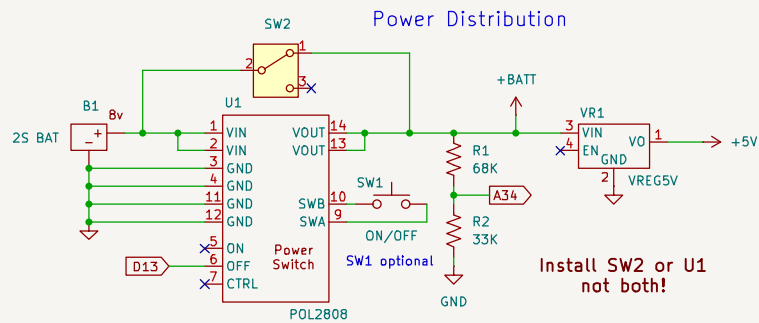 Power Distribution
SW2
1
2
3
+BATT
B1
8v
U1
VR1
2S BAT
- +
1 VIN VOUT 14
2 VIN VOUT 13
3 GND
4 GND
11 GND SWB 10
12 GND SWA 9
5 ON
6 OFF
7 CTRL
Power
Switch
POL2808
D13
SW1
ON/OFF
SW1 optional
R1
68K
A34
R2
33K
GND
3 VIN VO 1
4 EN
GND
2 VREG5V
+5V
Install SW2 or U1
not both!